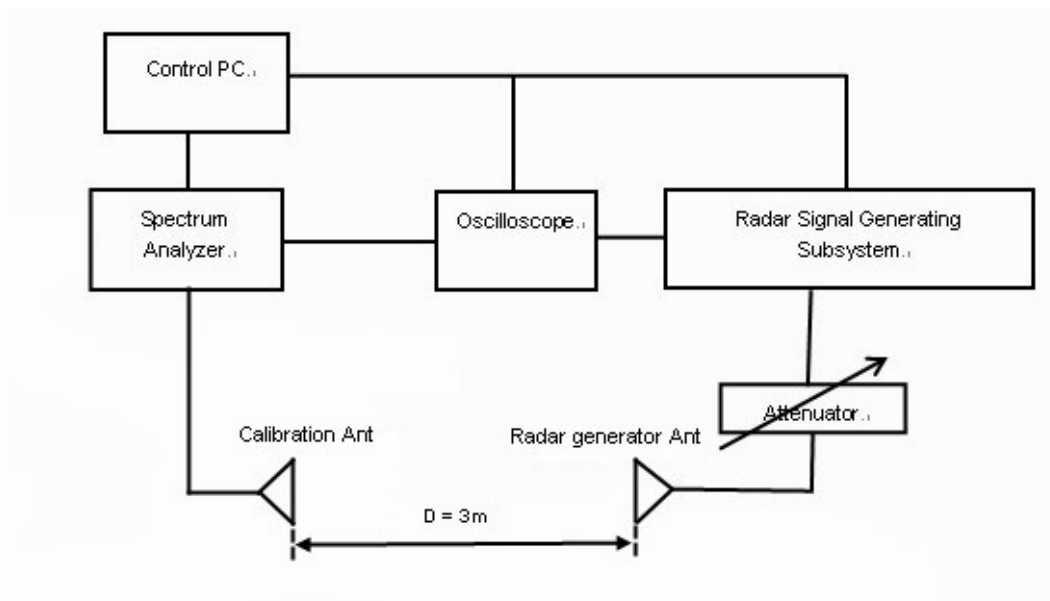 Control PC.
Spectrum
Analyzer.
Oscilloscope.
Radar Signal Generating
Subsystem.
Attenuator.
Calibration Ant
Radar generator Ant
D = 3m